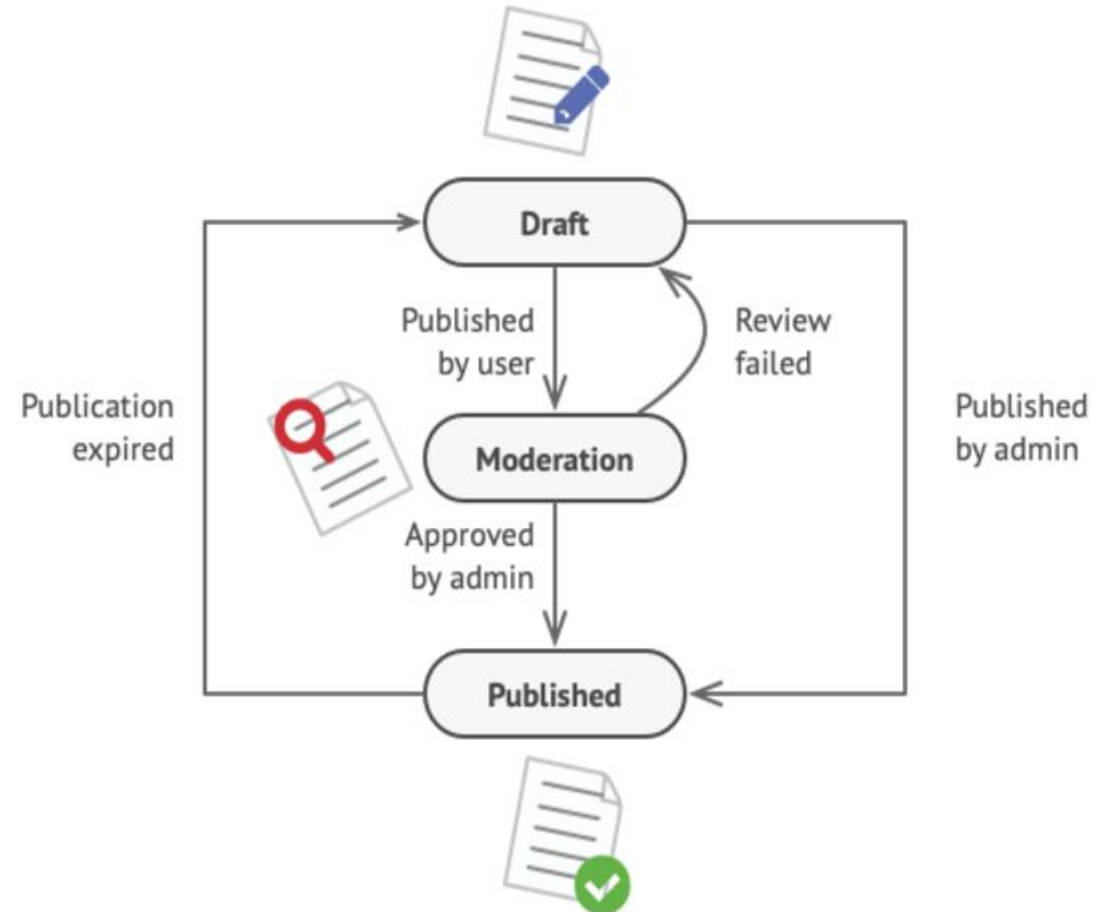 Draft
Published
by user
Review
failed
Publication
expired
Published
by admin
Moderation
Approved
by admin
Published